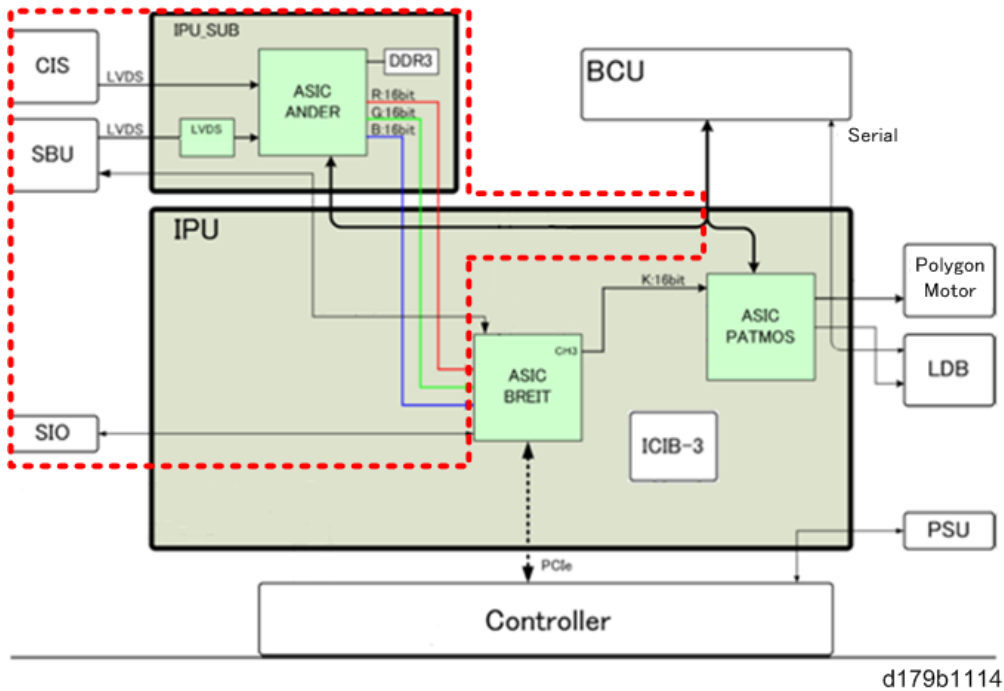 IPU_SUB
CIS
LVDS
DDR3
ASIC
ANDER
R:16bit
G:16bit
B:16bit
BCU
Serial
SBU
LVDS
LVDS
IPU
K:16bit
ASIC
PATMOS
Polygon
Motor
CH3
ASIC
BREIT
LDB
SIO
ICIB-3
PSU
PCIe
Controller
d179b1114